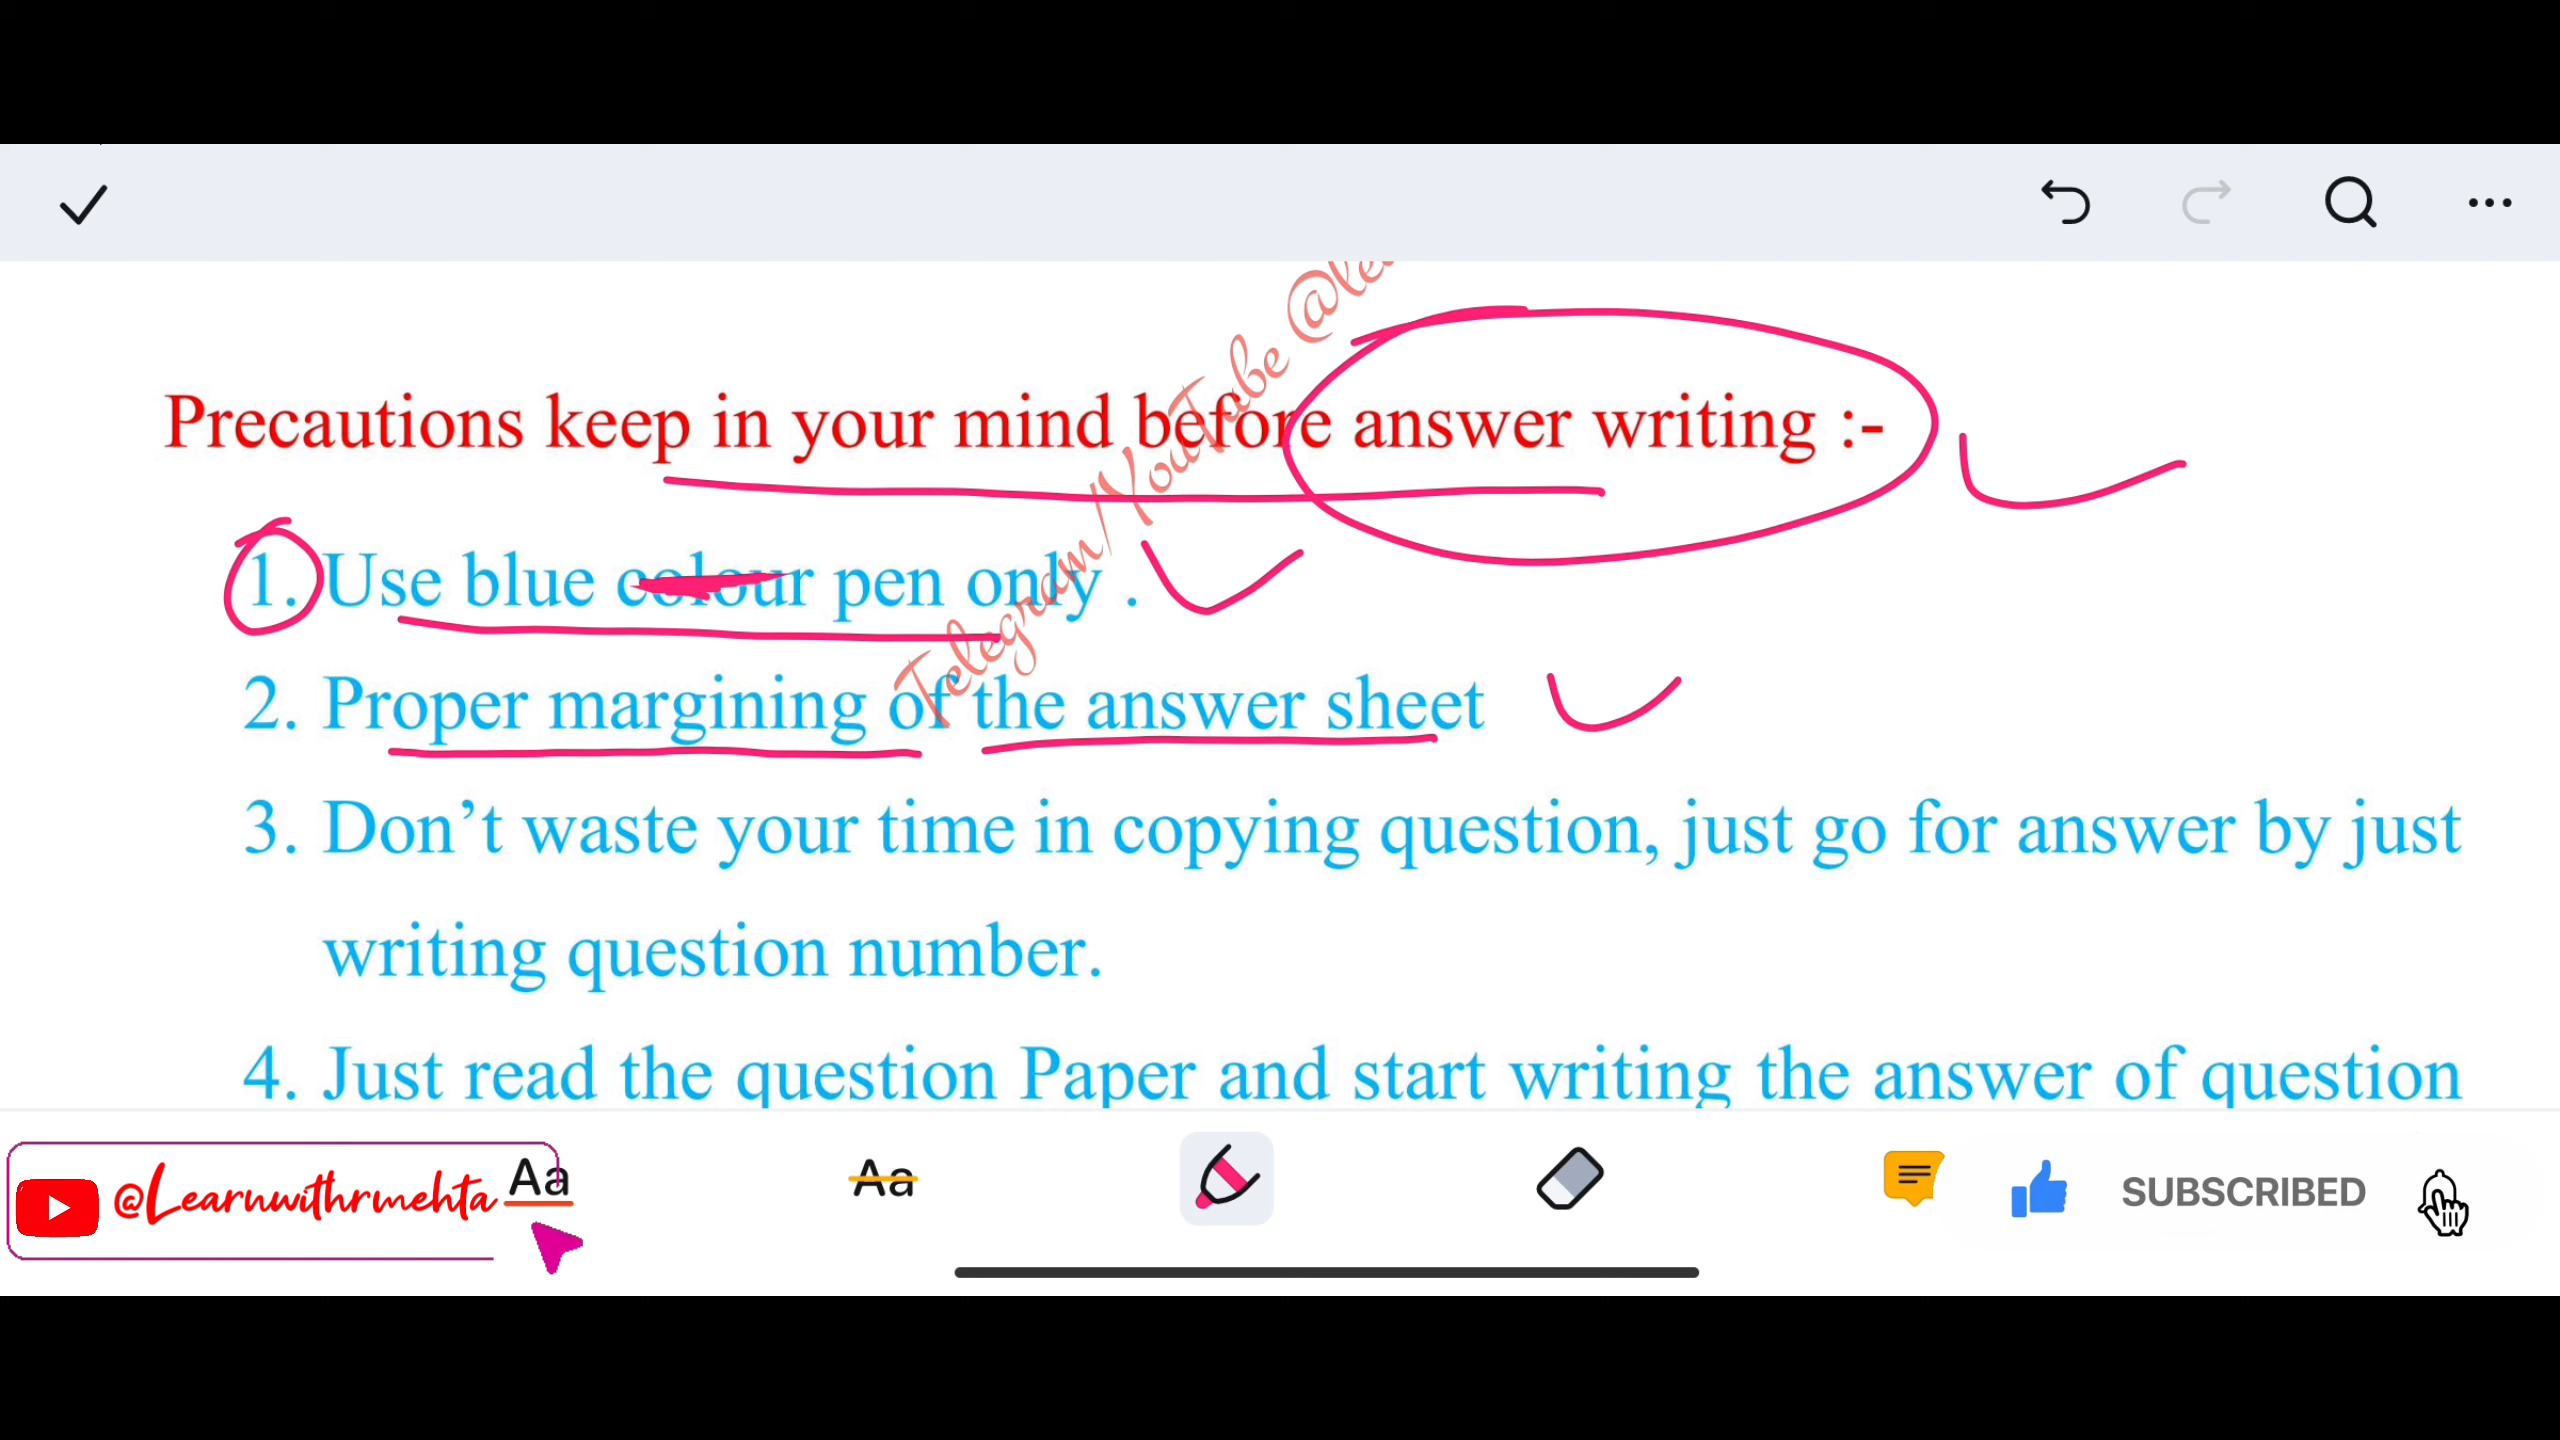 Precautions keep in your mind before answer writing :-
1. Use blue colour pen only .
2. Proper margining of the answer sheet
3. Don’t waste your time in copying question, just go for answer by just
writing question number.
4. Just read the question Paper and start writing the answer of question
Telegram/YouTube @lea
@Learnwithrmehta
Aa
Aa
SUBSCRIBED